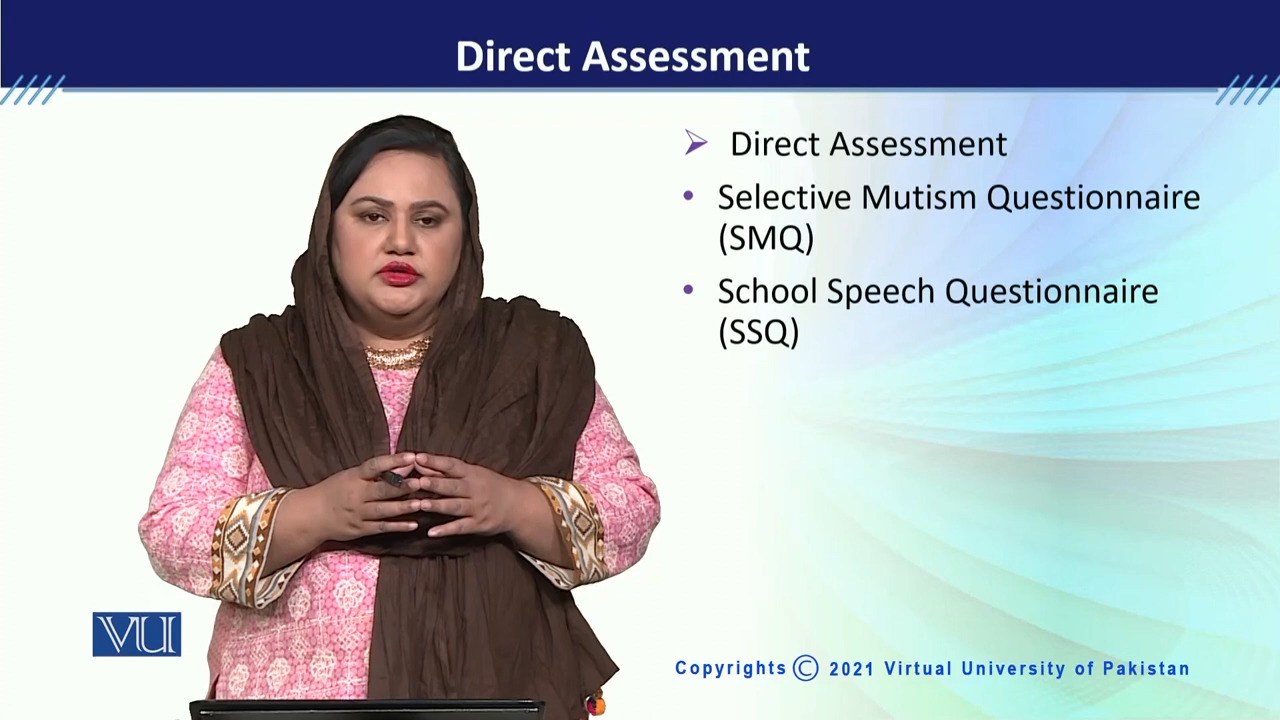 Direct Assessment
Direct Assessment
Selective Mutism Questionnaire
(SMQ)
School Speech Questionnaire
(SSQ)
VU
Copyrights © 2021 Virtual University of Pakistan